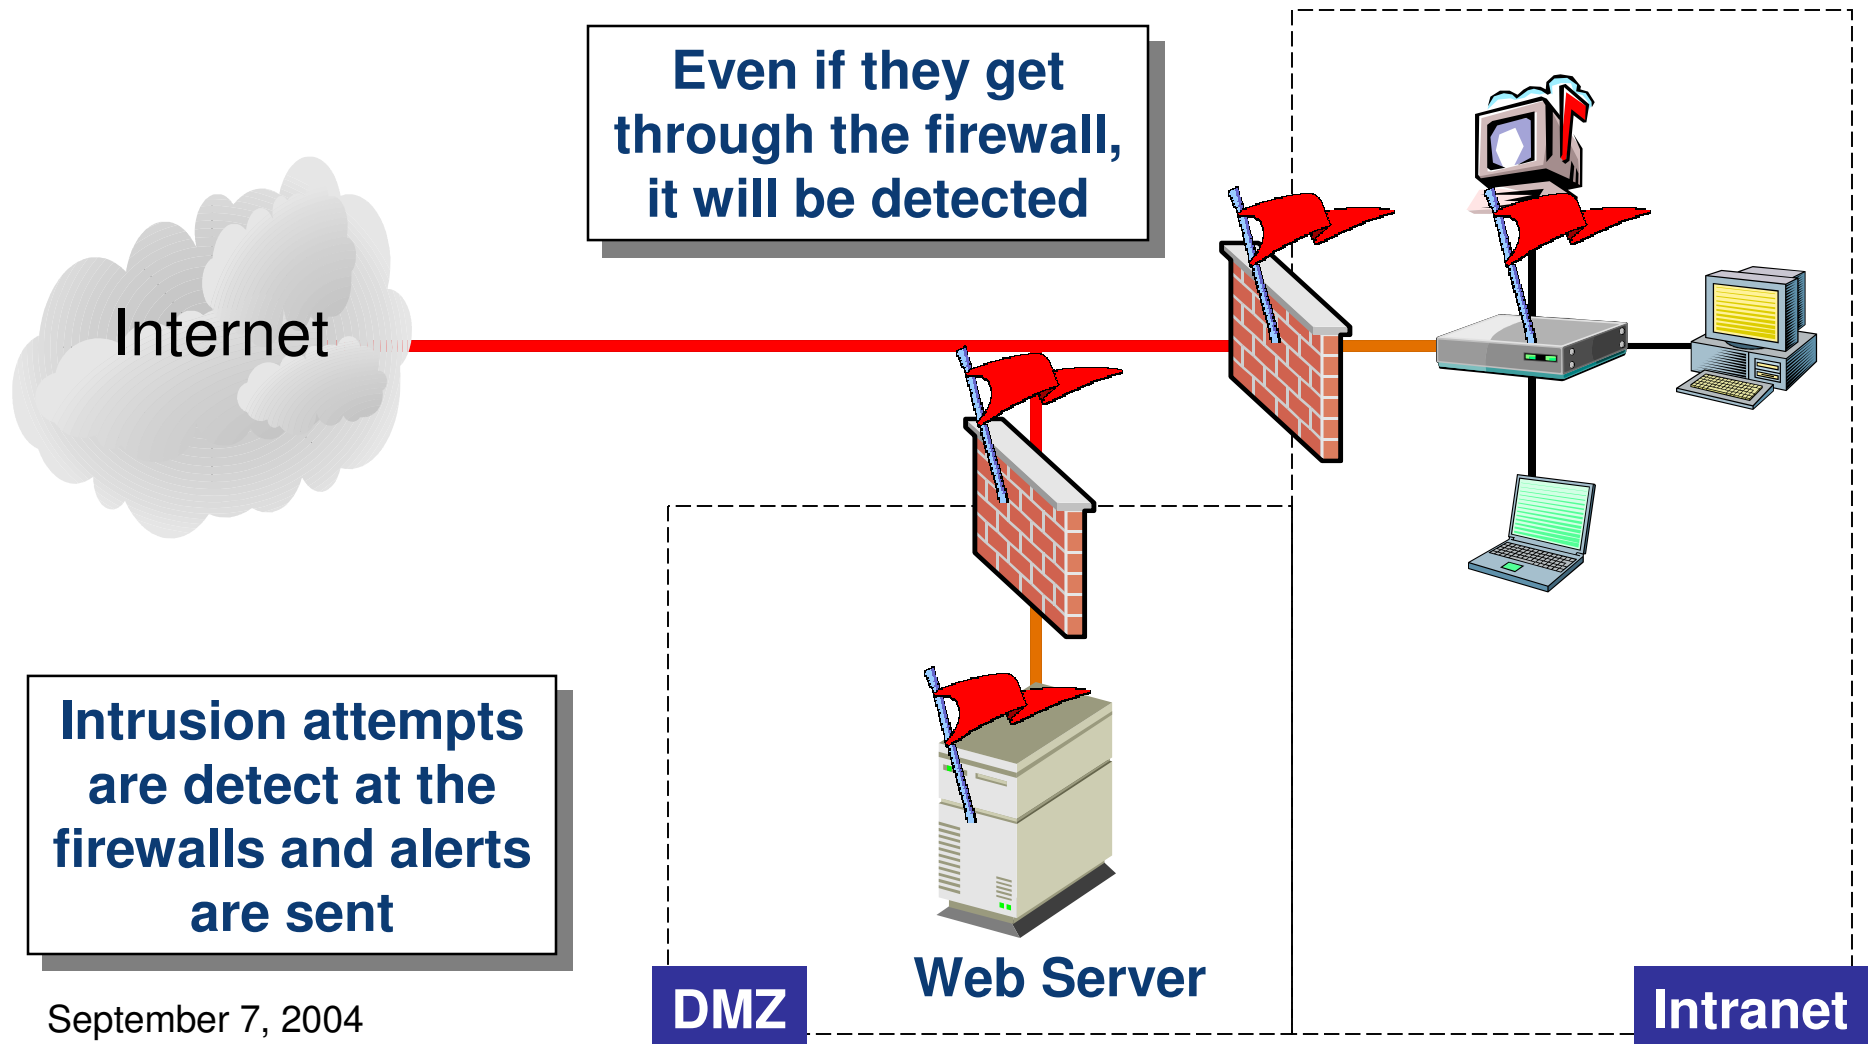 Even if they get
through the firewall,
it will be detected
Internet
Intrusion attempts
are detect at the
firewalls and alerts
are sent
Web Server
DMZ
Intranet
September 7, 2004